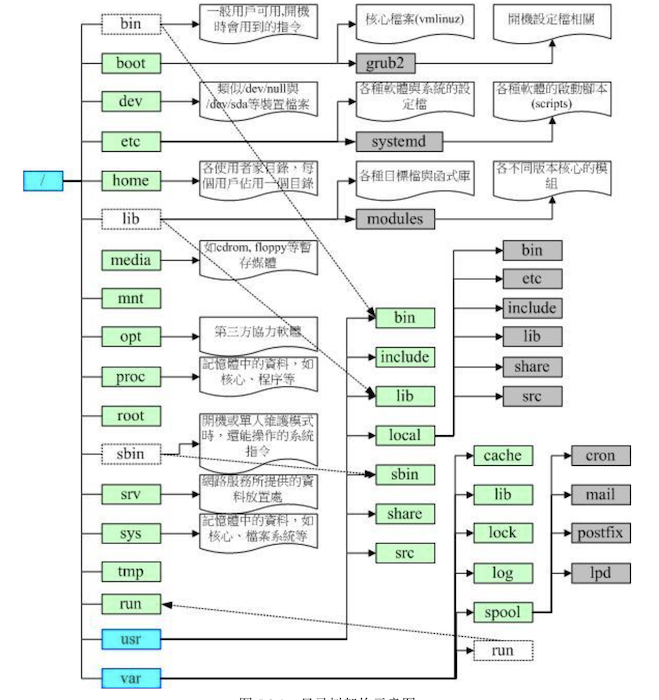 bin
一般用戶可用,開機
時會用到的指令
核心檔案(vmlinuz)
開機設定檔相關
boot
grub2
dev
類似/dev/null與
/dev/sda等裝置檔案
各種軟體與系統的設
定檔
各種軟體的啟動腳本
(scripts)
etc
systemd
/
home
各使用者家目錄，每
個用戶佔用一個目錄
各種目標檔與函式庫
各不同版本核心的模
組
lib
modules
media
如cdrom, floppy等暫
存媒體
mnt
opt
第三方協力軟體
proc
記憶體中的資料，如
核心、程序等
root
sbin
開機或單人維護模式
時，還能操作的系統
指令
srv
網路服務所提供的資
料放置處
sys
記憶體中的資料，如
核心、檔案系統等
tmp
run
usr
var
bin
include
lib
local
sbin
share
src
bin
etc
include
lib
share
src
cache
lib
lock
log
spool
run
cron
mail
postfix
lpd